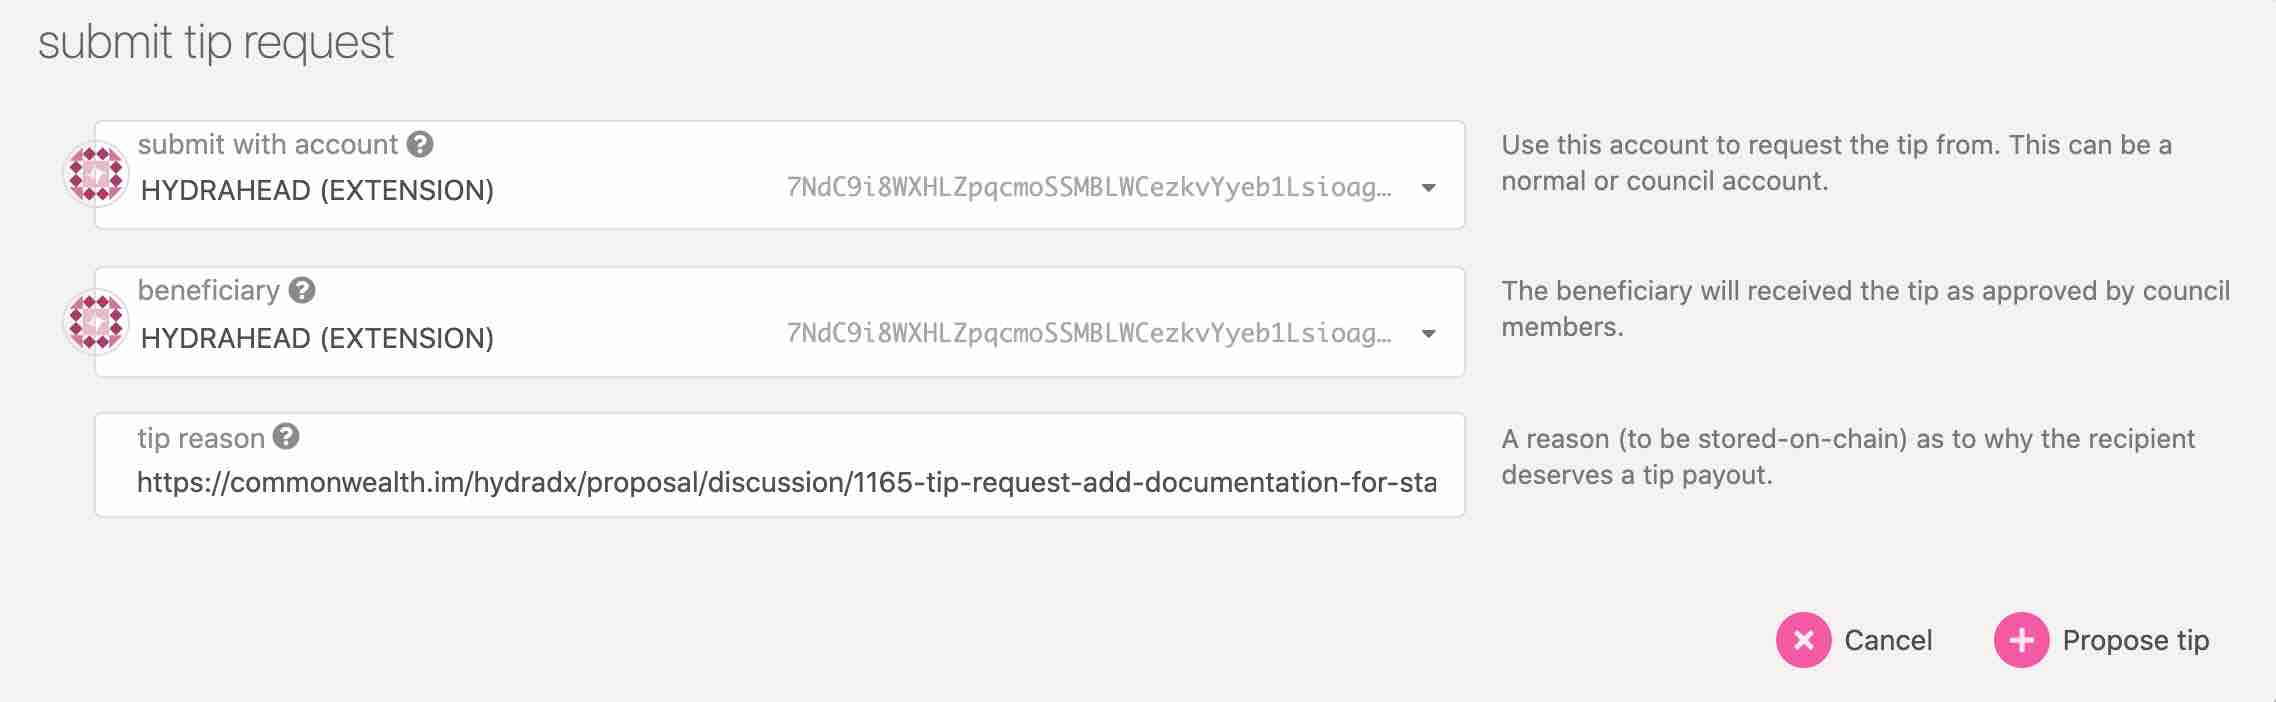 submit tip request
submit with account
HYDRAHEAD (EXTENSION)
7NdC9i8WXHLZpqcmoSSMBLWCezkvYyeb1Lsioag…
Use this account to request the tip from. This can be a
normal or council account.
beneficiary
HYDRAHEAD (EXTENSION)
7NdC9i8WXHLZpqcmoSSMBLWCezkvYyeb1Lsioag…
The beneficiary will received the tip as approved by council
members.
tip reason
https://commonwealth.im/hydradx/proposal/discussion/1165-tip-request-add-documentation-for-sta
A reason (to be stored-on-chain) as to why the recipient
deserves a tip payout.
Cancel
Propose tip